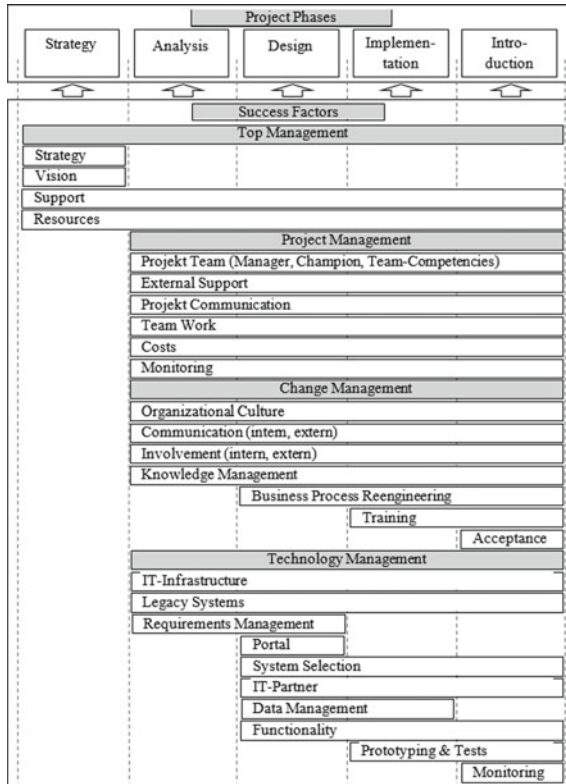 Project Phases
Strategy
Analysis
Design
Implemen-
tation
Intro-
duction
Success Factors
Top Management
Strategy
Vision
Support
Resources
Project Management
Projekt Team (Manager, Champion, Team-Competencies)
External Support
Projekt Communication
Team Work
Costs
Monitoring
Change Management
Organizational Culture
Communication (intern, extern)
Involvement (intern, extern)
Knowledge Management
Business Process Reengineering
Training
Acceptance
Technology Management
IT-Infrastructure
Legacy Systems
Requirements Management
Portal
System Selection
IT-Partner
Data Management
Functionality
Prototyping & Tests
Monitoring